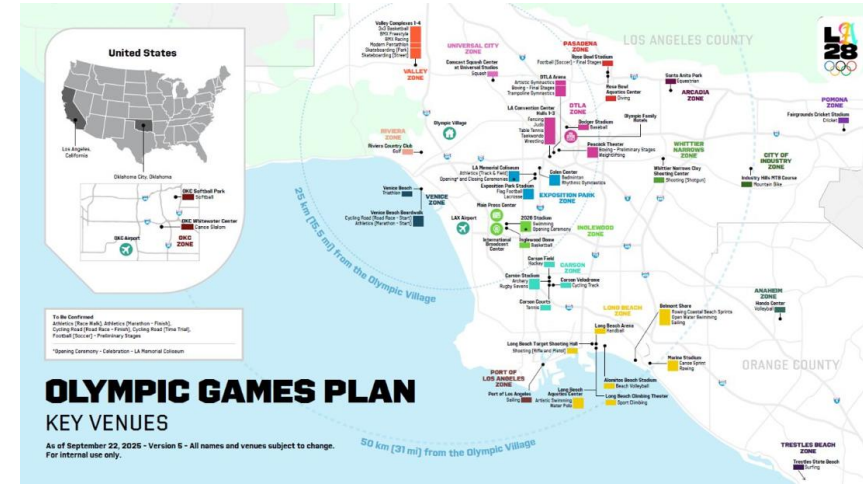 United States
Los Angeles,
California
Oklahoma City, Oklahoma
OKC Softball Park
Softball
OKC Whitewater Center
Canoe Slalom
OKC Airport
OKC
ZONE
To Be Confirmed
Athletics (Race Walk), Athletics (Marathon - Finish),
Cycling Road (Road Race - Finish), Cycling Road (Time Trial),
Football (Soccer) - Preliminary Stages
*Opening Ceremony - Celebration - LA Memorial Coliseum
OLYMPIC GAMES PLAN
KEY VENUES
As of September 22, 2025 - Version 5 - All names and venues subject to change.
For internal use only.
Valley Complexes 1-4
3x3 Basketball
BMX Freestyle
BMX Racing
Modern Pentathlon
Skateboarding (Park)
Skateboarding (Street)
VALLEY
ZONE
UNIVERSAL CITY
ZONE
Comcast Squash Center
at Universal Studios
Squash
PASADENA
ZONE
Rose Bowl Stadium
Football (Soccer) - Final Stages
Rose Bowl
Aquatics Center
Diving
LOS ANGELES COUNTY
LA
28
Santa Anita Park
Equestrian
ARCADIA
ZONE
POMONA
ZONE
Fairgrounds Cricket Stadium
Cricket
DTLA Arena
Artistic Gymnastics
Boxing - Final Stages
Trampoline Gymnastics
DTLA
ZONE
LA Convention Center
Halls 1-3
Fencing
Judo
Table Tennis
Taekwondo
Wrestling
Dodger Stadium
Baseball
Olympic Family
Hotels
Peacock Theater
Boxing - Preliminary Stages
Weightlifting
Olympic Village
RIVIERA
ZONE
Riviera Country Club
Golf
WHITTIER
NARROWS
ZONE
Whittier Narrows Clay
Shooting Center
Shooting (Shotgun)
CITY OF
INDUSTRY
ZONE
Industry Hills MTB Course
Mountain Bike
LA Memorial Coliseum
Athletics (Track & Field)
Opening* and Closing Ceremonies
Galen Center
Badminton
Rhythmic Gymnastics
Exposition Park Stadium
Flag Football
Lacrosse
EXPOSITION PARK
ZONE
Venice Beach
Triathlon
VENICE
ZONE
Venice Beach Boardwalk
Cycling Road (Road Race - Start)
Athletics (Marathon - Start)
LAX Airport
Main Press Center
International
Broadcast
Center
2028 Stadium
Swimming
Opening Ceremony
Inglewood Dome
Basketball
INGLEWOOD
ZONE
25 km (15.5 mi) from the Olympic Village
Carson Field
Hockey
CARSON
ZONE
Carson Stadium
Archery
Rugby Sevens
Carson Velodrome
Cycling Track
Carson Courts
Tennis
ANAHEIM
ZONE
Honda Center
Volleyball
LONG BEACH
ZONE
Belmont Shore
Rowing Coastal Beach Sprints
Open Water Swimming
Sailing
Long Beach Arena
Handball
Long Beach Target Shooting Hall
Shooting (Rifle and Pistol)
Marine Stadium
Canoe Sprint
Rowing
ORANGE COUNTY
PORT OF
LOS ANGELES
ZONE
Port of Los Angeles
Sailing
Alamitos Beach Stadium
Beach Volleyball
Long Beach
Aquatics Center
Artistic Swimming
Water Polo
Long Beach Climbing Theater
Sport Climbing
50 km (31 mi) from the Olympic Village
TRESTLES BEACH
ZONE
Trestles State Beach
Surfing